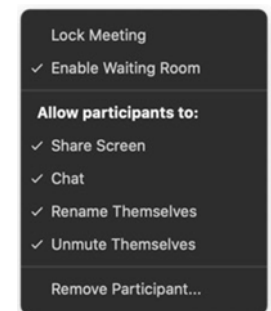 Lock Meeting
✓ Enable Waiting Room
Allow participants to:
✓ Share Screen
✓ Chat
✓ Rename Themselves
✓ Unmute Themselves
Remove Participant...